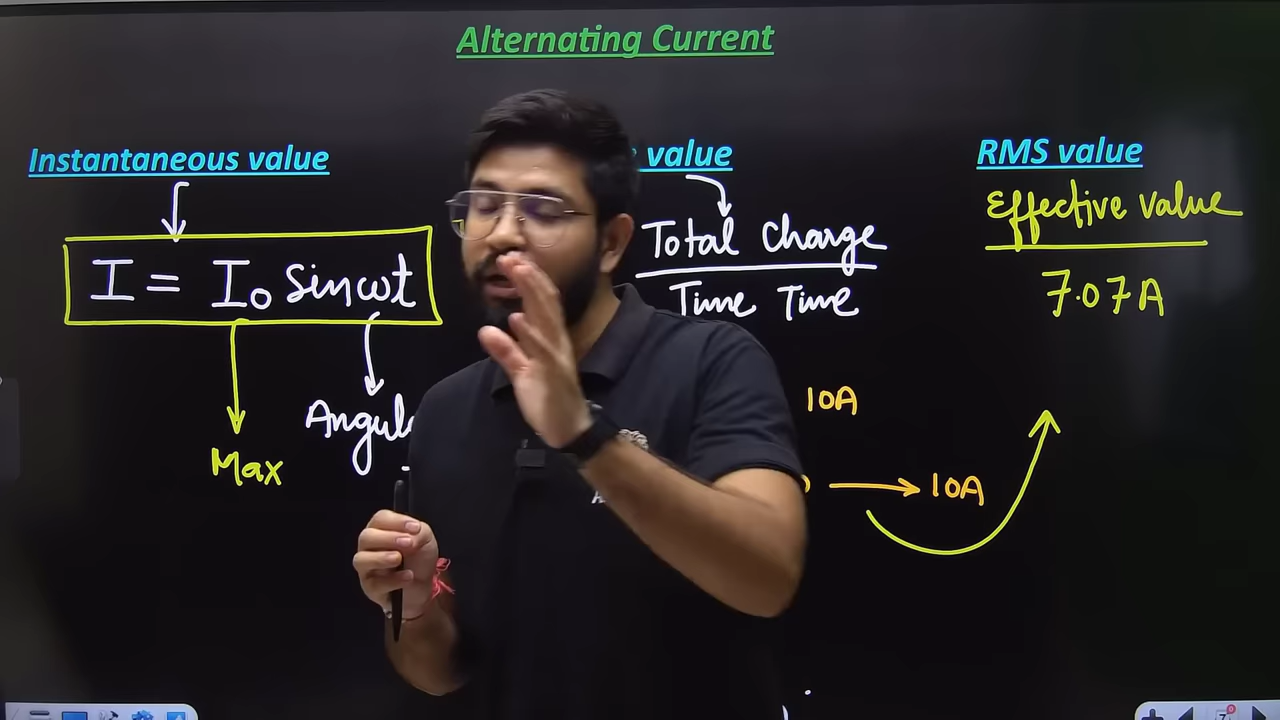 Alternating Current
Instantaneous value
value
RMS value
I = I₀ sinωt
Total Charge
Time Time
Effective value
7.07A
Max
Angul
10A
10A